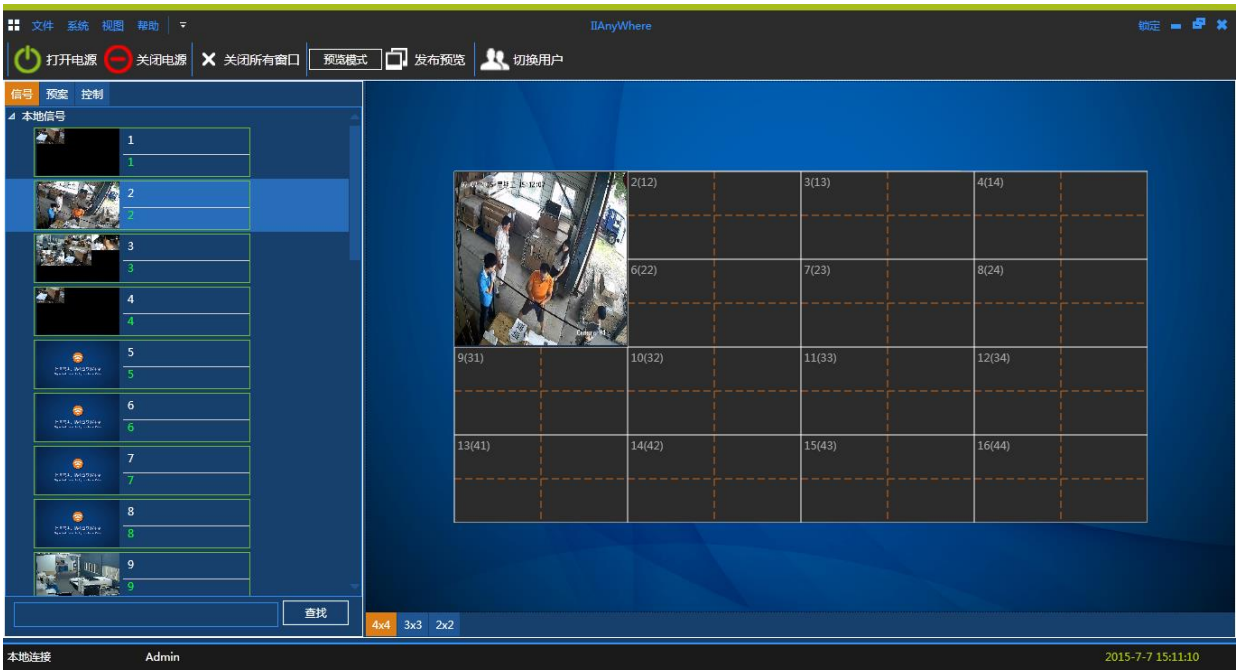 文件 系统 视图 帮助
IIAnyWhere
锁定
打开电源 关闭电源 关闭所有窗口 预览模式 发布预览 切换用户
信号 预案 控制
本地信号
1
1
2
2
3
3
4
4
5
5
6
6
7
7
8
8
9
9
查找
2(12) 3(13) 4(14)
6(22) 7(23) 8(24)
9(31) 10(32) 11(33) 12(34)
13(41) 14(42) 15(43) 16(44)
4x4 3x3 2x2
本地连接 Admin 2015-7-7 15:11:10